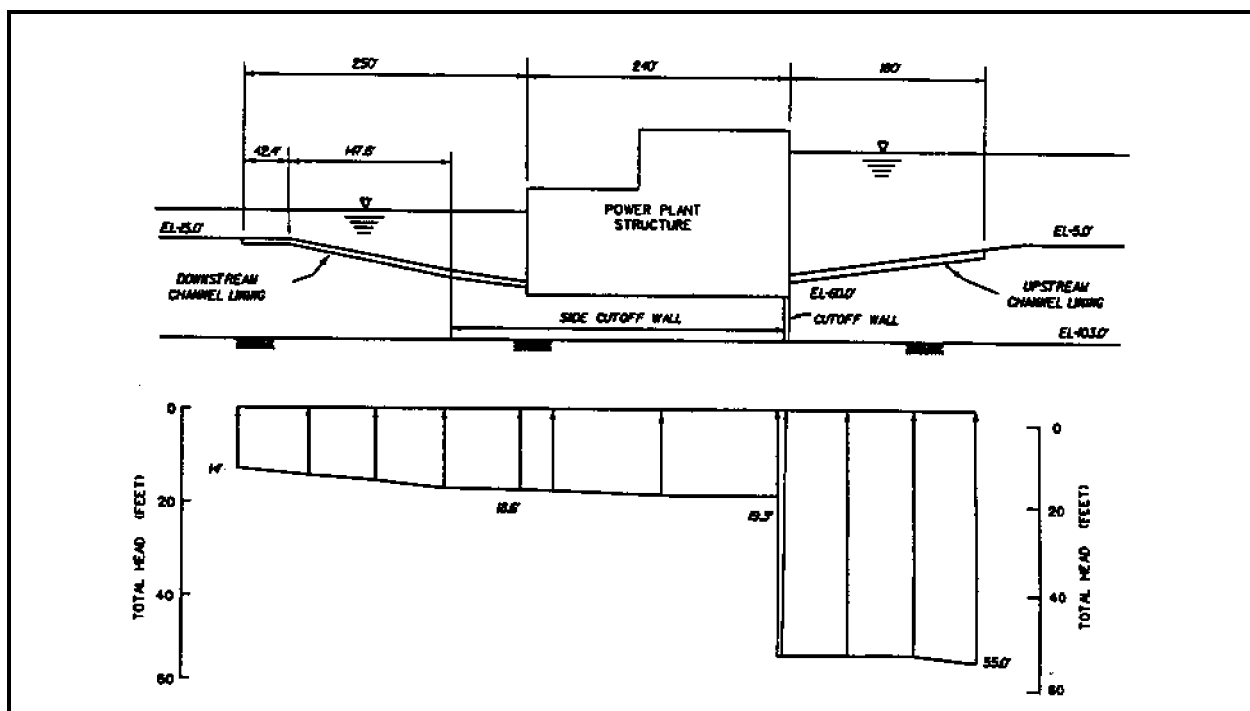 250'
240'
180'
42.4'
147.6'
POWER PLANT
STRUCTURE
EL-15.0'
EL-5.0'
DOWNSTREAM
CHANNEL LINING
UPSTREAM
CHANNEL LINING
EL-60.0'
SIDE CUTOFF WALL
CUTOFF WALL
EL-103.0'
0
20
40
60
TOTAL HEAD (FEET)
14'
18.6'
19.3'
55.0'
0
20
40
60
TOTAL HEAD (FEET)